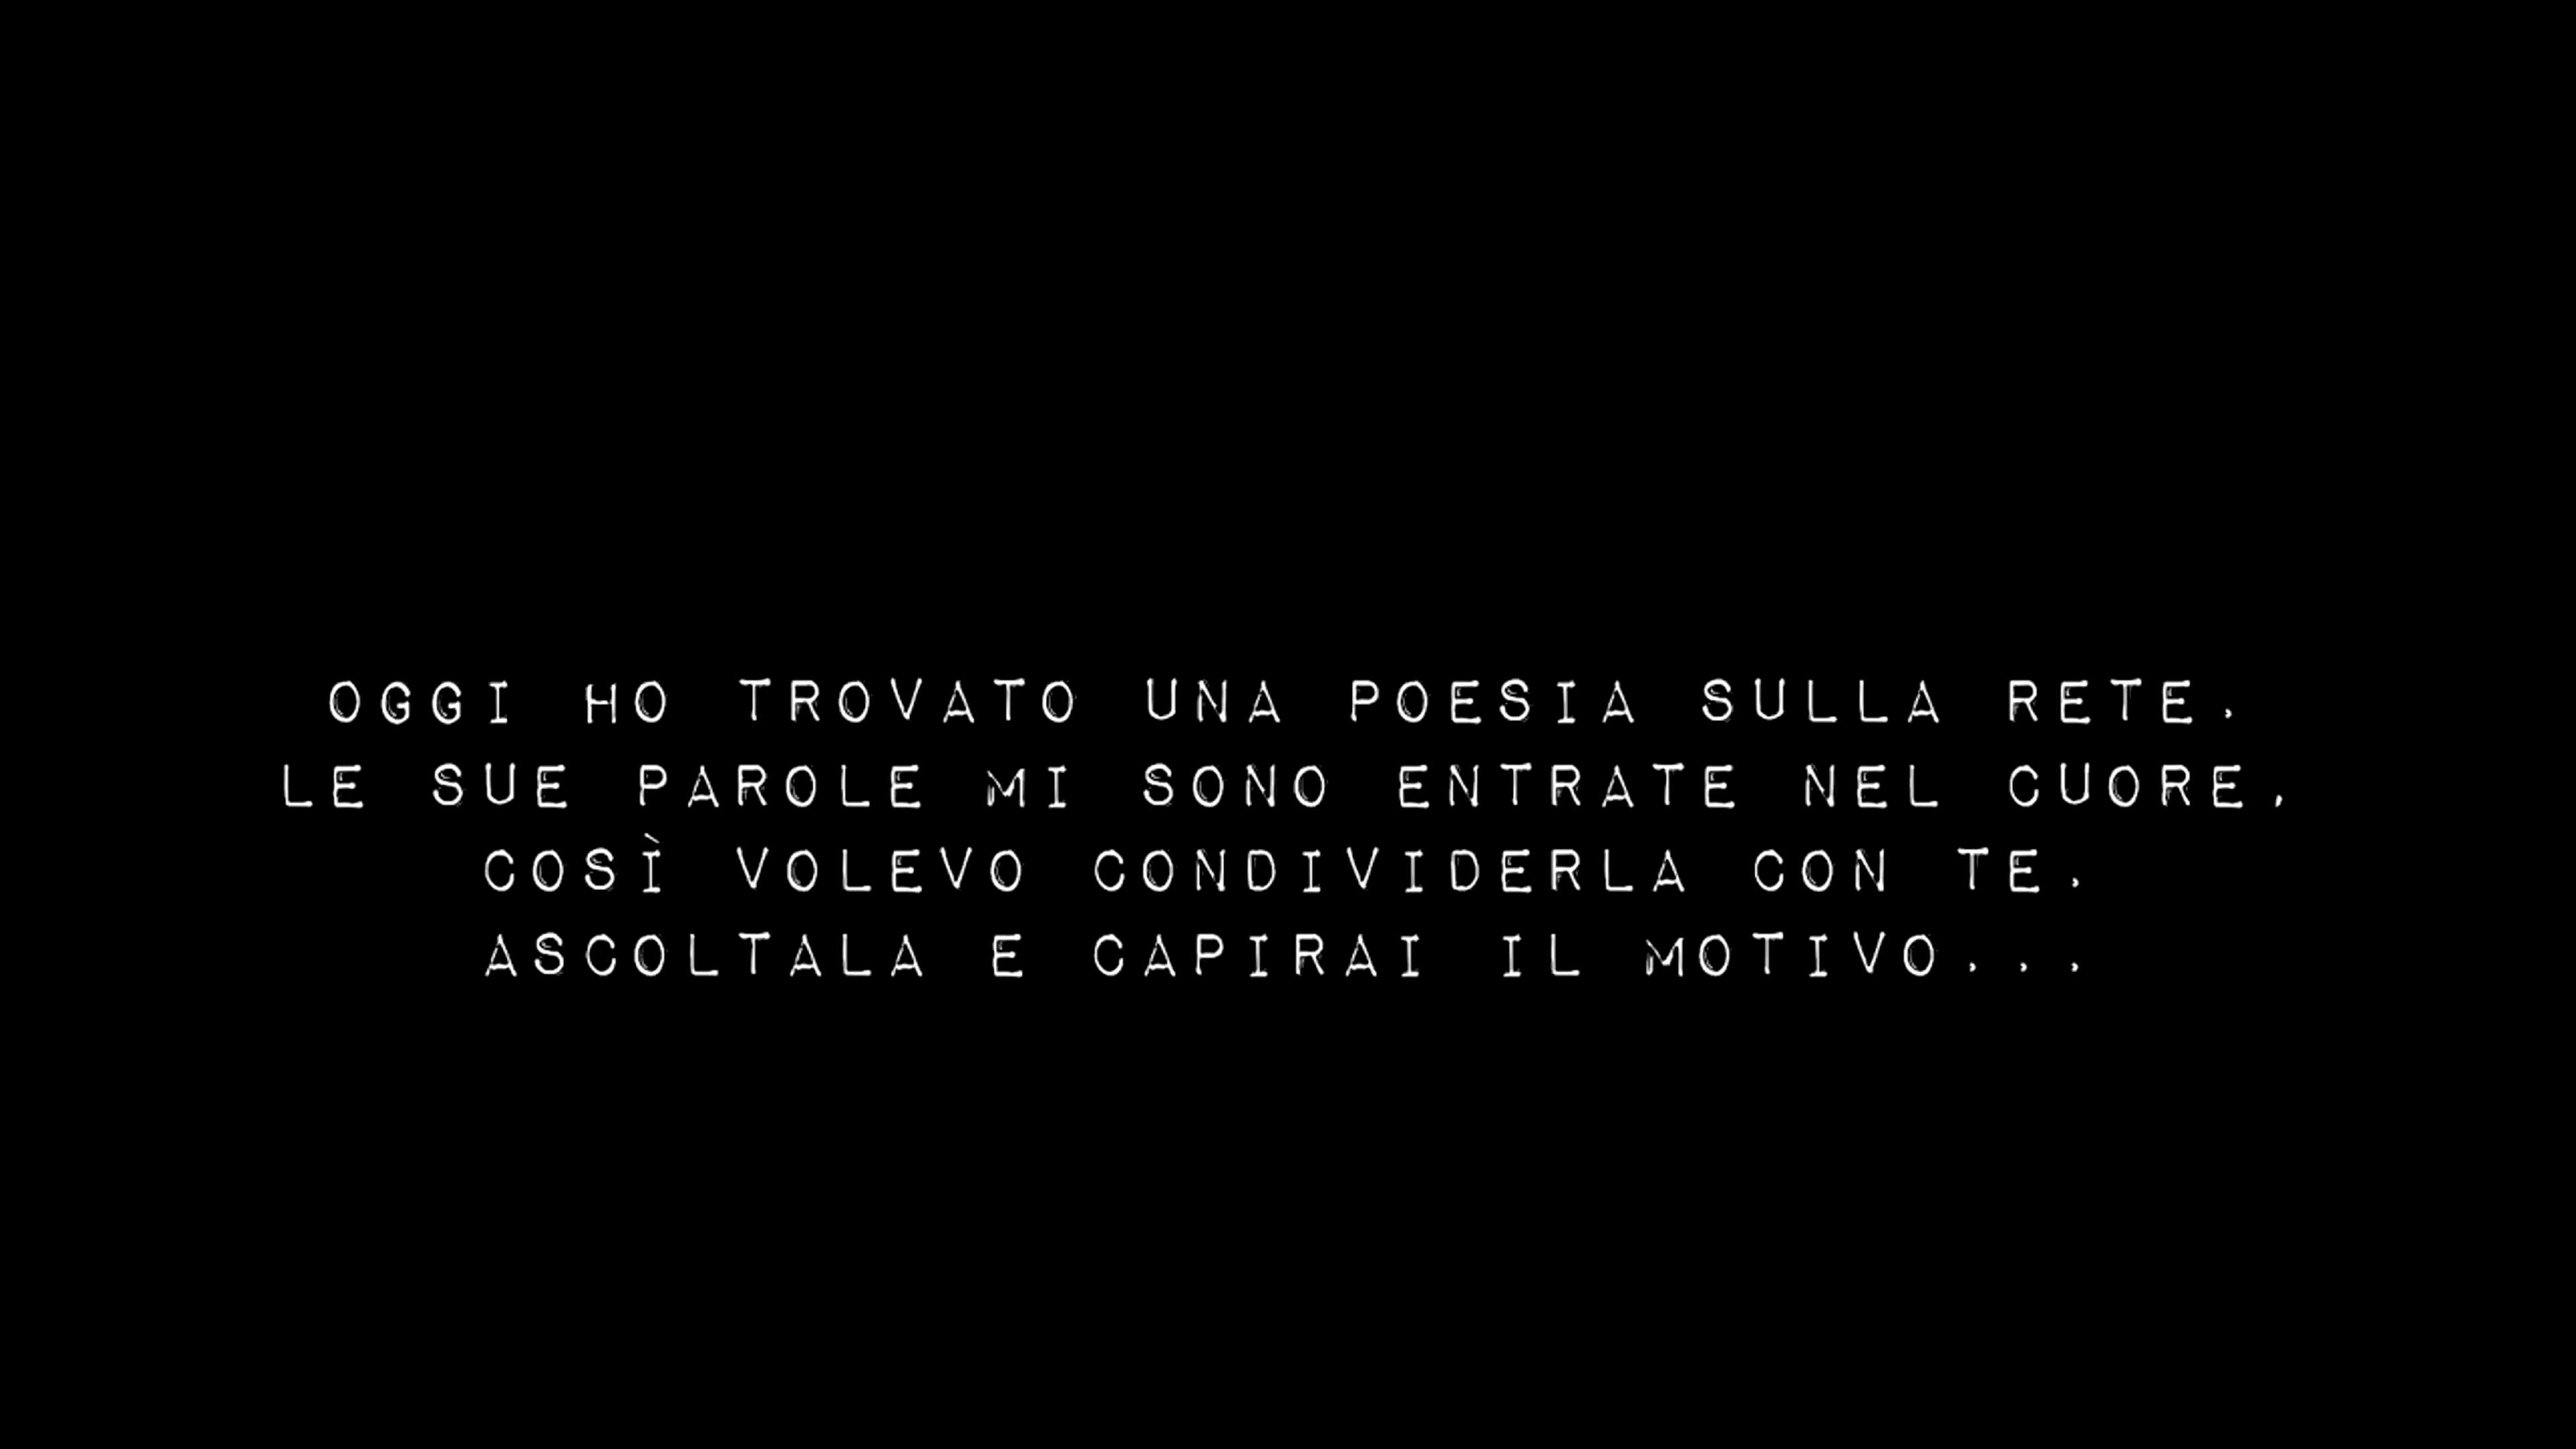 OGGI HO TROVATO UNA POESIA SULLA RETE.
LE SUE PAROLE MI SONO ENTRATE NEL CUORE.
COSÌ VOLEVO CONDIVIDERLA CON TE.
ASCOLTALA E CAPIRAI IL MOTIVO...